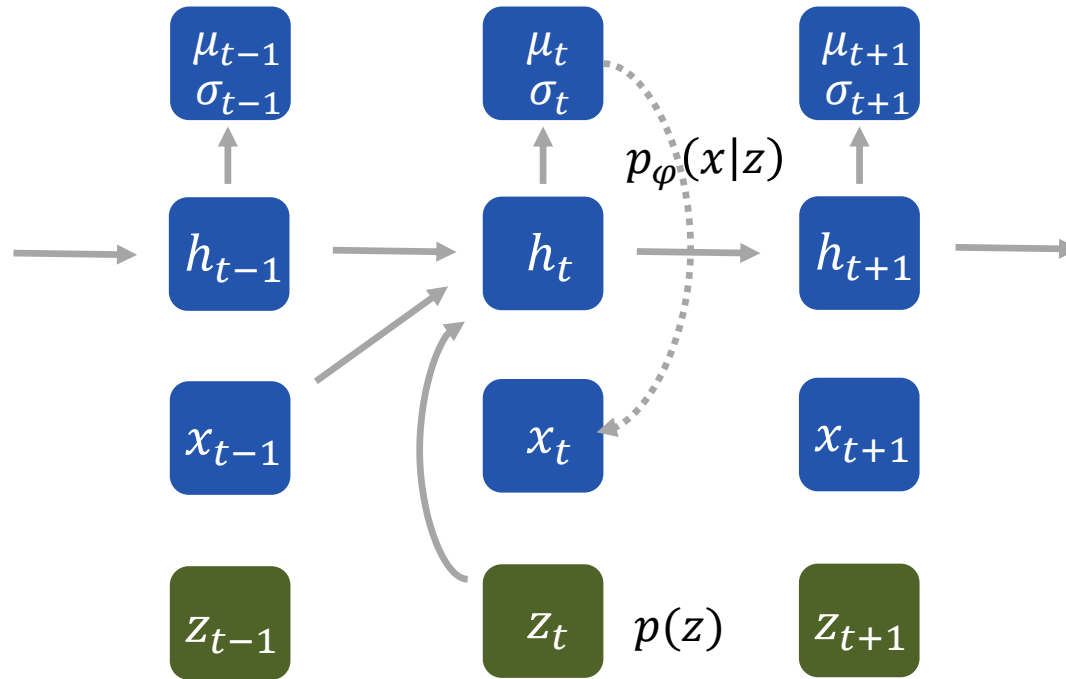 μ_{t−1} μ_t μ_{t+1}
σ_{t−1} σ_t σ_{t+1}
p_φ(x|z)
h_{t−1} h_t h_{t+1}
x_{t−1} x_t x_{t+1}
z_{t−1} z_t p(z) z_{t+1}